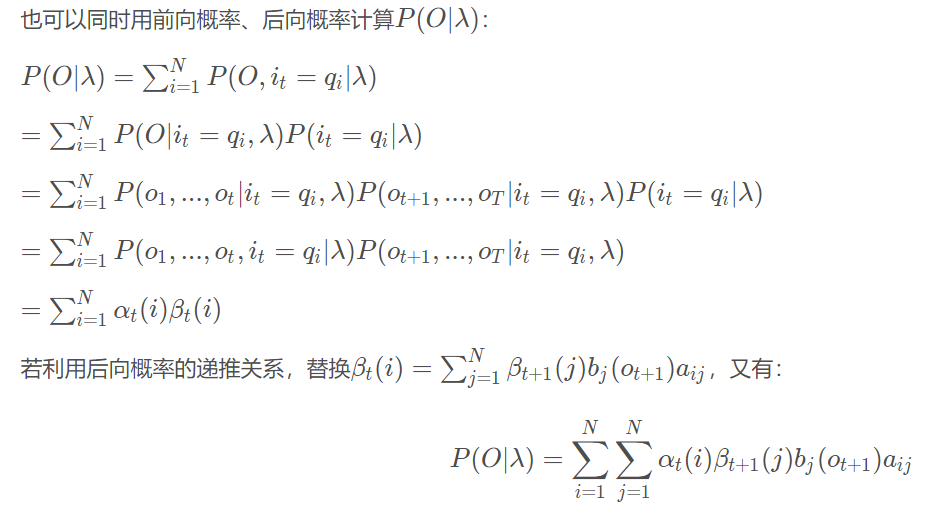 也可以同时用前向概率、后向概率计算$P(O|\lambda)$：
$P(O|\lambda) = \sum_{i=1}^{N} P(O, i_t = q_i|\lambda)$
$= \sum_{i=1}^{N} P(O|i_t = q_i, \lambda)P(i_t = q_i|\lambda)$
$= \sum_{i=1}^{N} P(o_1, ..., o_t|i_t = q_i, \lambda)P(o_{t+1}, ..., o_T|i_t = q_i, \lambda)P(i_t = q_i|\lambda)$
$= \sum_{i=1}^{N} P(o_1, ..., o_t, i_t = q_i|\lambda)P(o_{t+1}, ..., o_T|i_t = q_i, \lambda)$
$= \sum_{i=1}^{N} \alpha_t(i)\beta_t(i)$
若利用后向概率的递推关系，替换$\beta_t(i) = \sum_{j=1}^{N} \beta_{t+1}(j)b_j(o_{t+1})a_{ij}$，又有：
$P(O|\lambda) = \sum_{i=1}^{N} \sum_{j=1}^{N} \alpha_t(i)\beta_{t+1}(j)b_j(o_{t+1})a_{ij}$